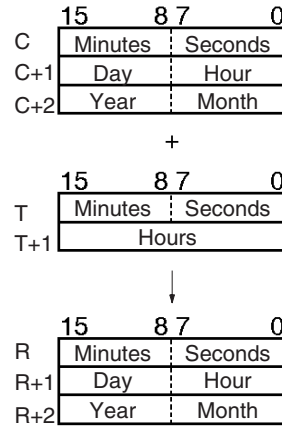 15 8 7 0
C Minutes Seconds
C+1 Day Hour
C+2 Year Month
+
15 8 7 0
T Minutes Seconds
T+1 Hours
15 8 7 0
R Minutes Seconds
R+1 Day Hour
R+2 Year Month